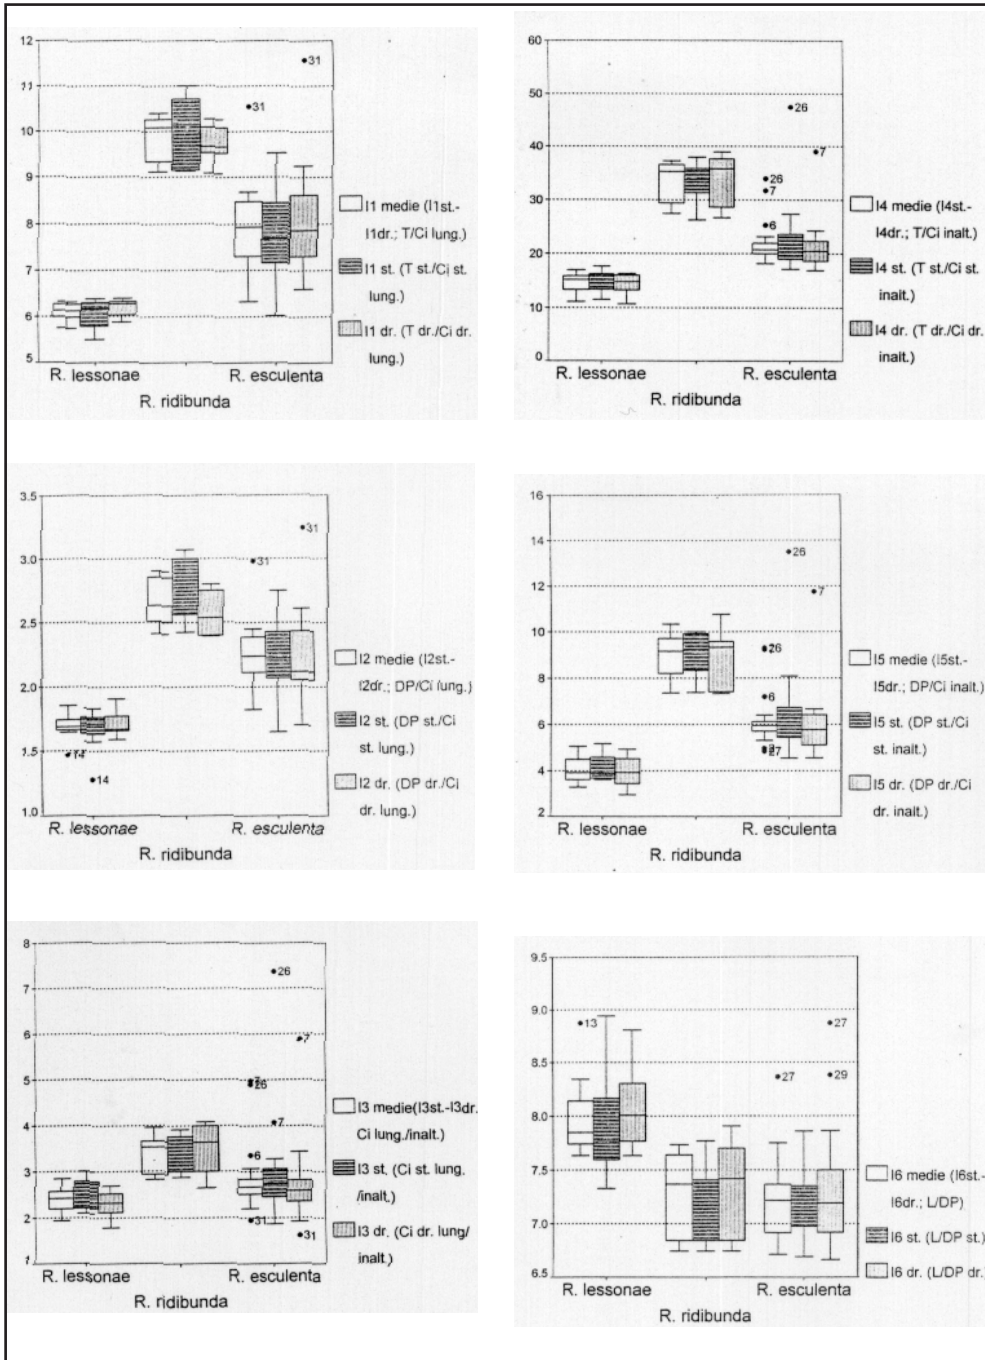 12
11
10
9
8
7
6
5
31
31
R. lessonae
R. esculenta
R. ridibunda
I1 medie (I1st.-
I1dr.; T/Ci lung.)
I1 st. (T st./Ci st.
lung.)
I1 dr. (T dr./Ci dr.
lung.)
60
50
40
30
20
10
0
26
7
26
7
6
R. lessonae
R. esculenta
R. ridibunda
I4 medie (I4st.-
I4dr.; T/Ci inalt.)
I4 st. (T st./Ci st.
inalt.)
I4 dr. (T dr./Ci dr.
inalt.)
3.5
3.0
2.5
2.0
1.5
1.0
14
14
31
31
R. lessonae
R. esculenta
R. ridibunda
I2 medie (I2st.-
I2dr.; DP/Ci lung.)
I2 st. (DP st./Ci
st. lung.)
I2 dr. (DP dr./Ci
dr. lung.)
16
14
12
10
8
6
4
2
26
7
26
6
27
R. lessonae
R. esculenta
R. ridibunda
I5 medie (I5st.-
I5dr.; DP/Ci inalt.)
I5 st. (DP st./Ci
st. inalt.)
I5 dr. (DP dr./Ci
dr. inalt.)
8
7
6
5
4
3
2
1
26
7
26
7
6
31
31
R. lessonae
R. esculenta
R. ridibunda
I3 medie(I3st.-I3dr.
Ci lung./inalt.)
I3 st. (Ci st. lung.
/inalt.)
I3 dr. (Ci dr. lung/
inalt.)
9.5
9.0
8.5
8.0
7.5
7.0
6.5
13
27
27
29
R. lessonae
R. esculenta
R. ridibunda
I6 medie (I6st.-
I6dr.; L/DP)
I6 st. (L/DP st.)
I6 dr. (L/DP dr.)